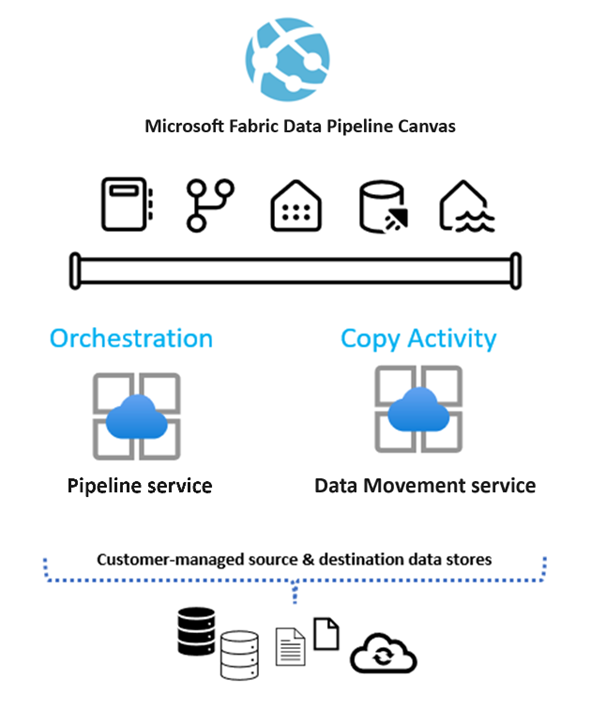 Microsoft Fabric Data Pipeline Canvas
Orchestration
Copy Activity
Pipeline service
Data Movement service
Customer-managed source & destination data stores